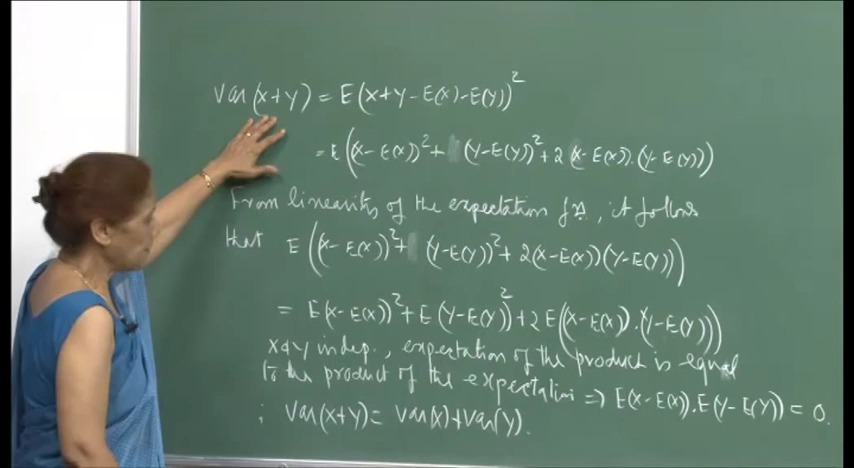 Var(X+Y) = E(X+Y-E(X)-E(Y))²
= E((X-E(X))²+ (Y-E(Y))²+2(X-E(X)).(Y-E(Y)))
From linearity of the expectation fn, it follows
that E((X-E(X))²+ (Y-E(Y))²+2(X-E(X))(Y-E(Y)))
= E(X-E(X))²+E(Y-E(Y))²+2E((X-E(X)).(Y-E(Y)))
X & Y indep., expectation of the product is equal
to the product of the expectation ⇒ E(X-E(X)).E(Y-E(Y)) = 0.
; Var(X+Y) = Var(X)+Var(Y).